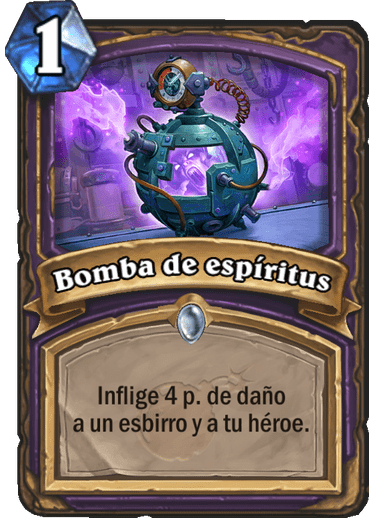 1
Bomba de espíritus
Inflige 4 p. de daño
a un esbirro y a tu héroe.